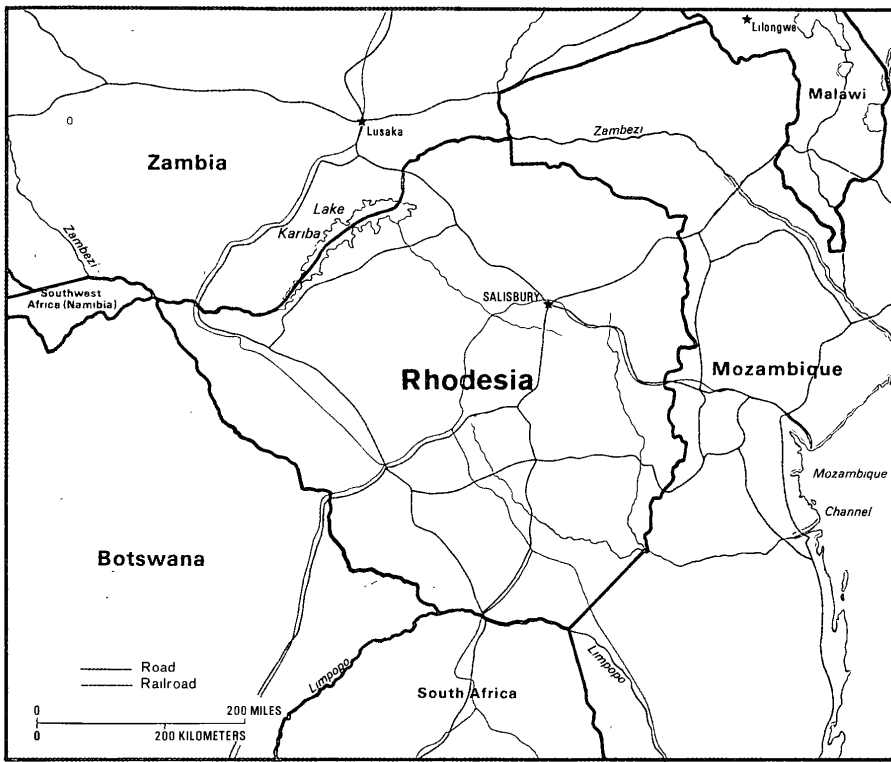 Lilongwe
Malawi
Lusaka
Zambezi
Zambia
Lake
Kariba
Zambezi
Southwest
Africa (Namibia)
SALISBURY
Rhodesia
Mozambique
Mozambique
Channel
Botswana
Road
Railroad
Limpopo
Limpopo
South Africa
0 200 MILES
0 200 KILOMETERS